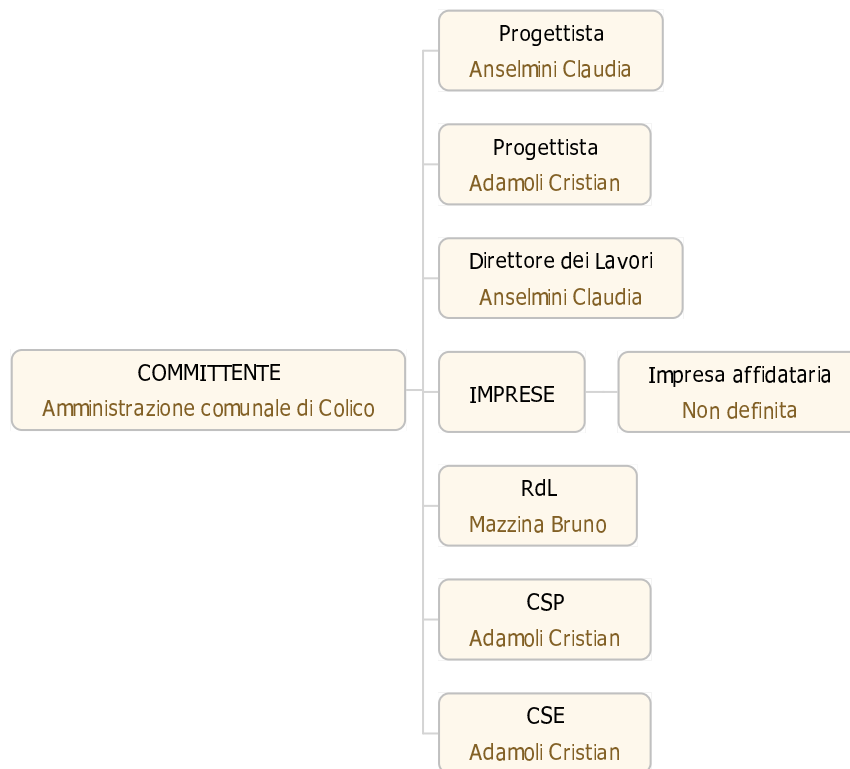 Progettista
Anselmini Claudia
Progettista
Adamoli Cristian
Direttore dei Lavori
Anselmini Claudia
COMMITTENTE
Amministrazione comunale di Colico
IMPRESE
Impresa affidataria
Non definita
RdL
Mazzina Bruno
CSP
Adamoli Cristian
CSE
Adamoli Cristian